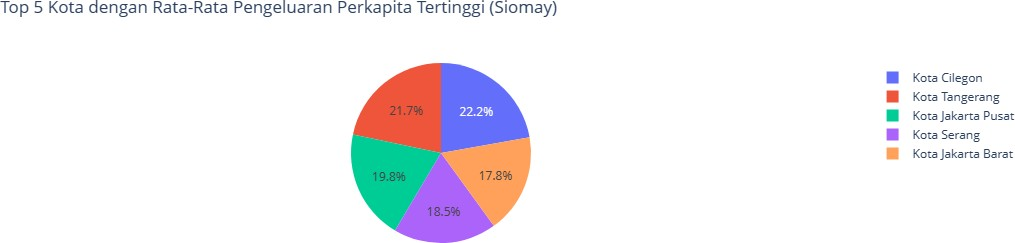 Top 5 Kota dengan Rata-Rata Pengeluaran Perkapita Tertinggi (Siomay)
21.7%
22.2%
19.8%
17.8%
18.5%
Kota Cilegon
Kota Tangerang
Kota Jakarta Pusat
Kota Serang
Kota Jakarta Barat